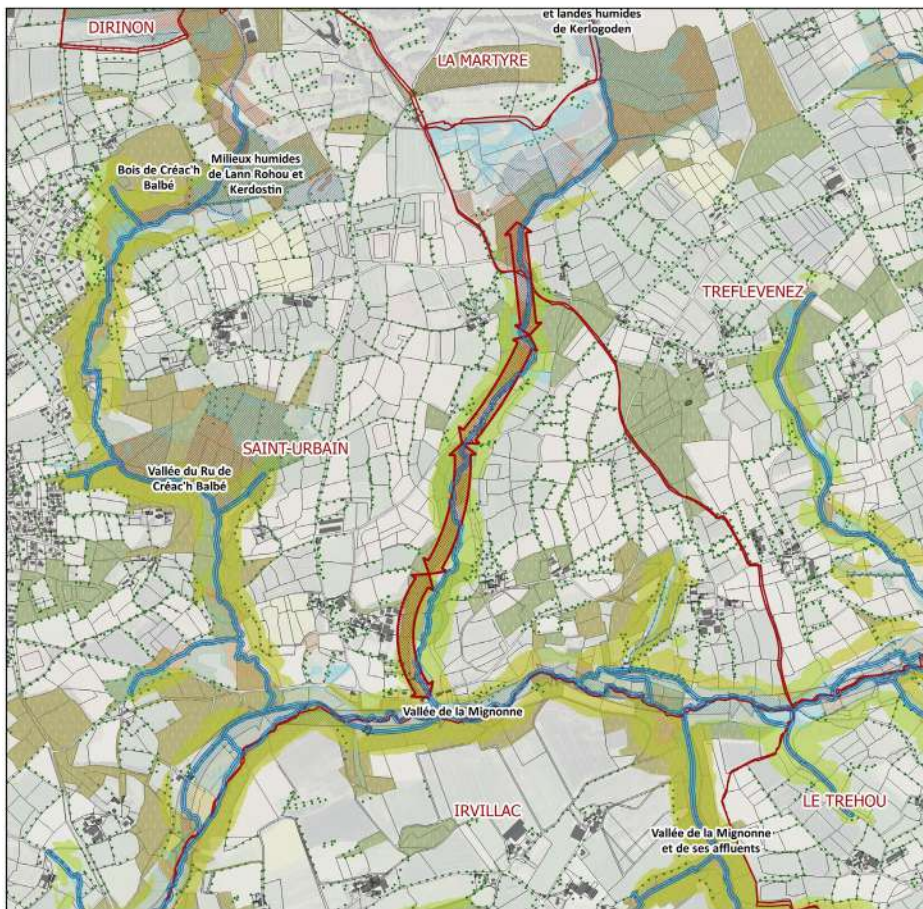 DIRINON
et landes humides
de Kerlogoden
LA MARTYRE
Bois de Créac'h
Balbé
Milieux humides
de Lann Rohou et
Kerdostin
TREFLEVENEZ
SAINT-URBAIN
Vallée du Ru de
Créac'h Balbé
Vallée de la Mignonne
IRVILLAC
LE TREHOU
Vallée de la Mignonne
et de ses affluents